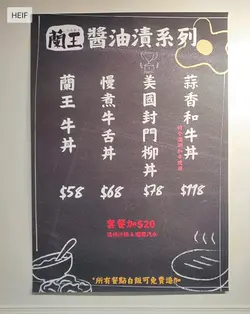 HEIF
蘭王 醬油漬系列
蒜香和牛丼
美國封門柳丼
慢煮牛舌丼
蘭王牛丼
$58
$68
$78
$118
套餐加$20
*所有餐點白飯可免費追加